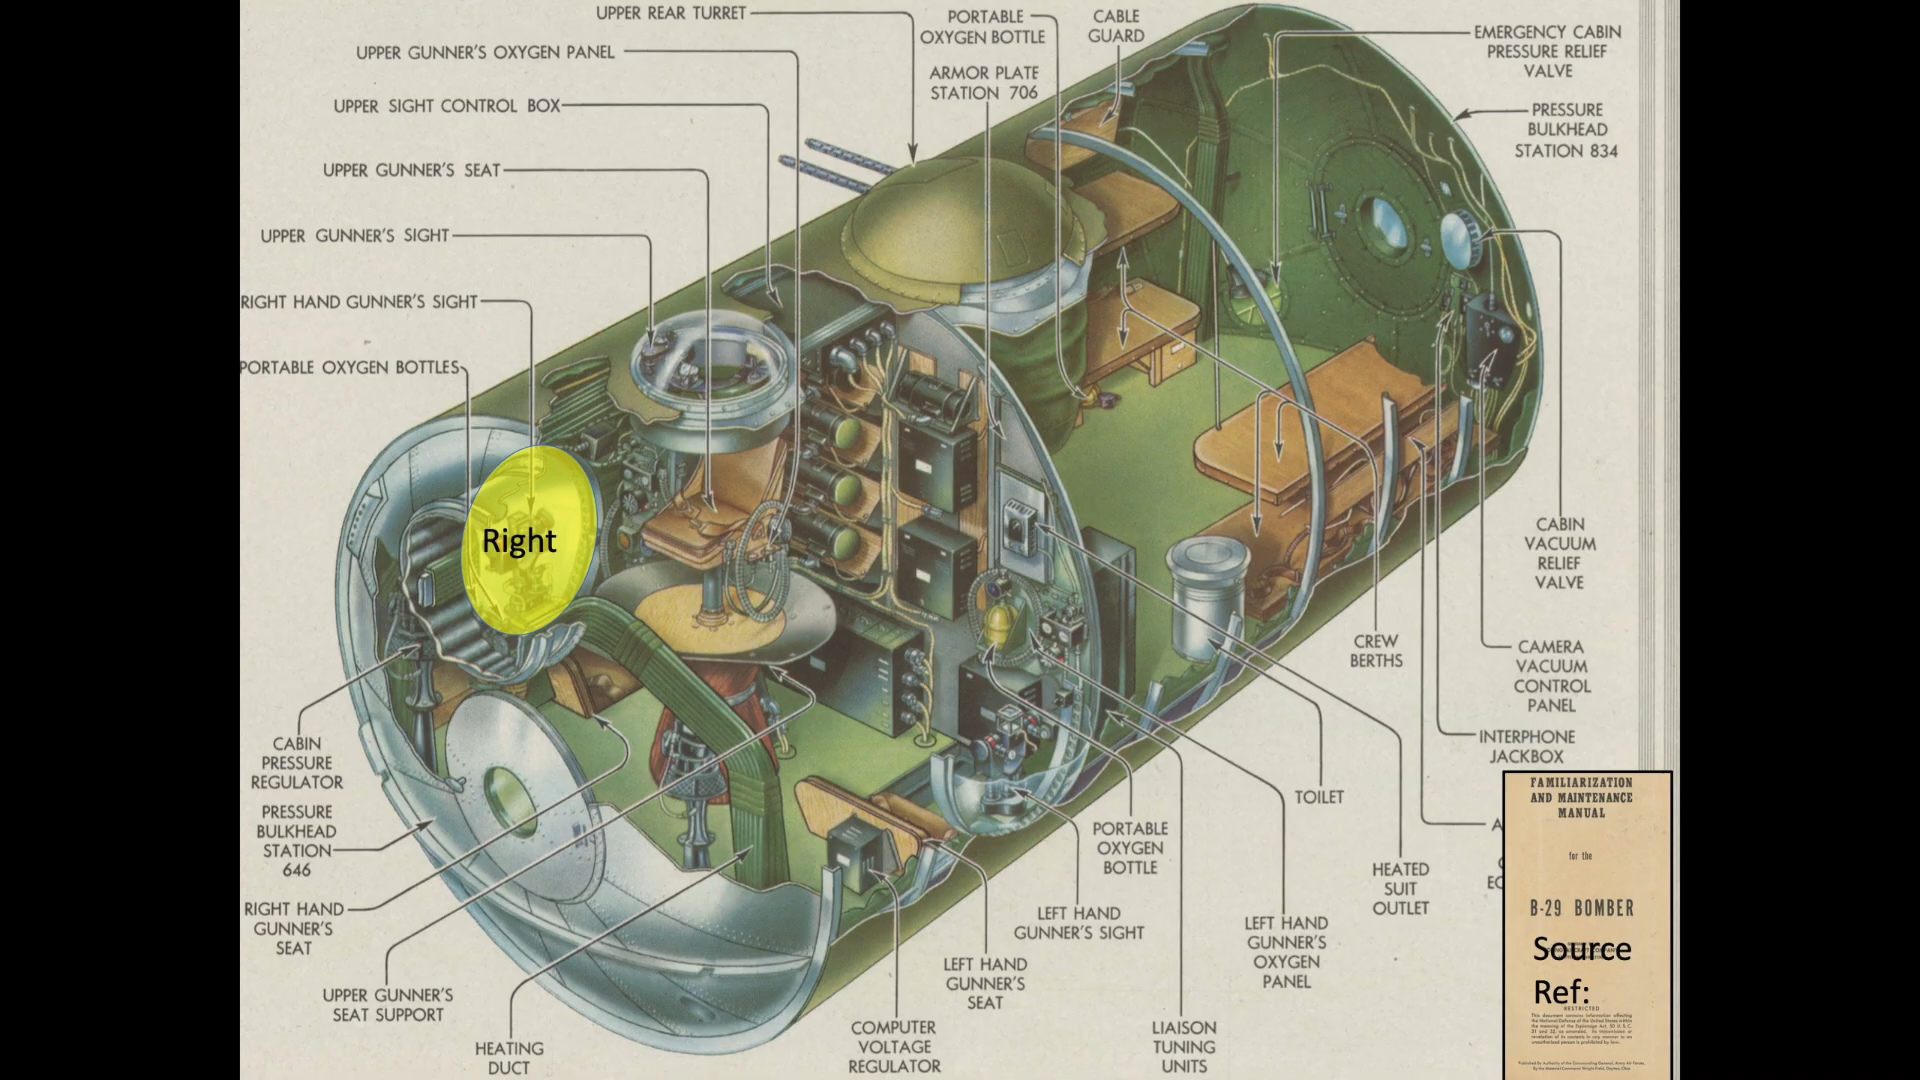 UPPER REAR TURRET
UPPER GUNNER'S OXYGEN PANEL
UPPER SIGHT CONTROL BOX
UPPER GUNNER'S SEAT
UPPER GUNNER'S SIGHT
RIGHT HAND GUNNER'S SIGHT
PORTABLE OXYGEN BOTTLES
PORTABLE
OXYGEN BOTTLE
ARMOR PLATE
STATION 706
CABLE
GUARD
EMERGENCY CABIN
PRESSURE RELIEF
VALVE
PRESSURE
BULKHEAD
STATION 834
Right
CABIN
PRESSURE
REGULATOR
PRESSURE
BULKHEAD
STATION
646
RIGHT HAND
GUNNER'S
SEAT
UPPER GUNNER'S
SEAT SUPPORT
HEATING
DUCT
COMPUTER
VOLTAGE
REGULATOR
LEFT HAND
GUNNER'S
SEAT
LEFT HAND
GUNNER'S SIGHT
PORTABLE
OXYGEN
BOTTLE
LIAISON
TUNING
UNITS
LEFT HAND
GUNNER'S
OXYGEN
PANEL
TOILET
HEATED
SUIT
OUTLET
CREW
BERTHS
CABIN
VACUUM
RELIEF
VALVE
CAMERA
VACUUM
CONTROL
PANEL
INTERPHONE
JACKBOX
FAMILIARIZATION
AND MAINTENANCE
MANUAL
for the
B-29 BOMBER
Source
Ref:
RESTRICTED